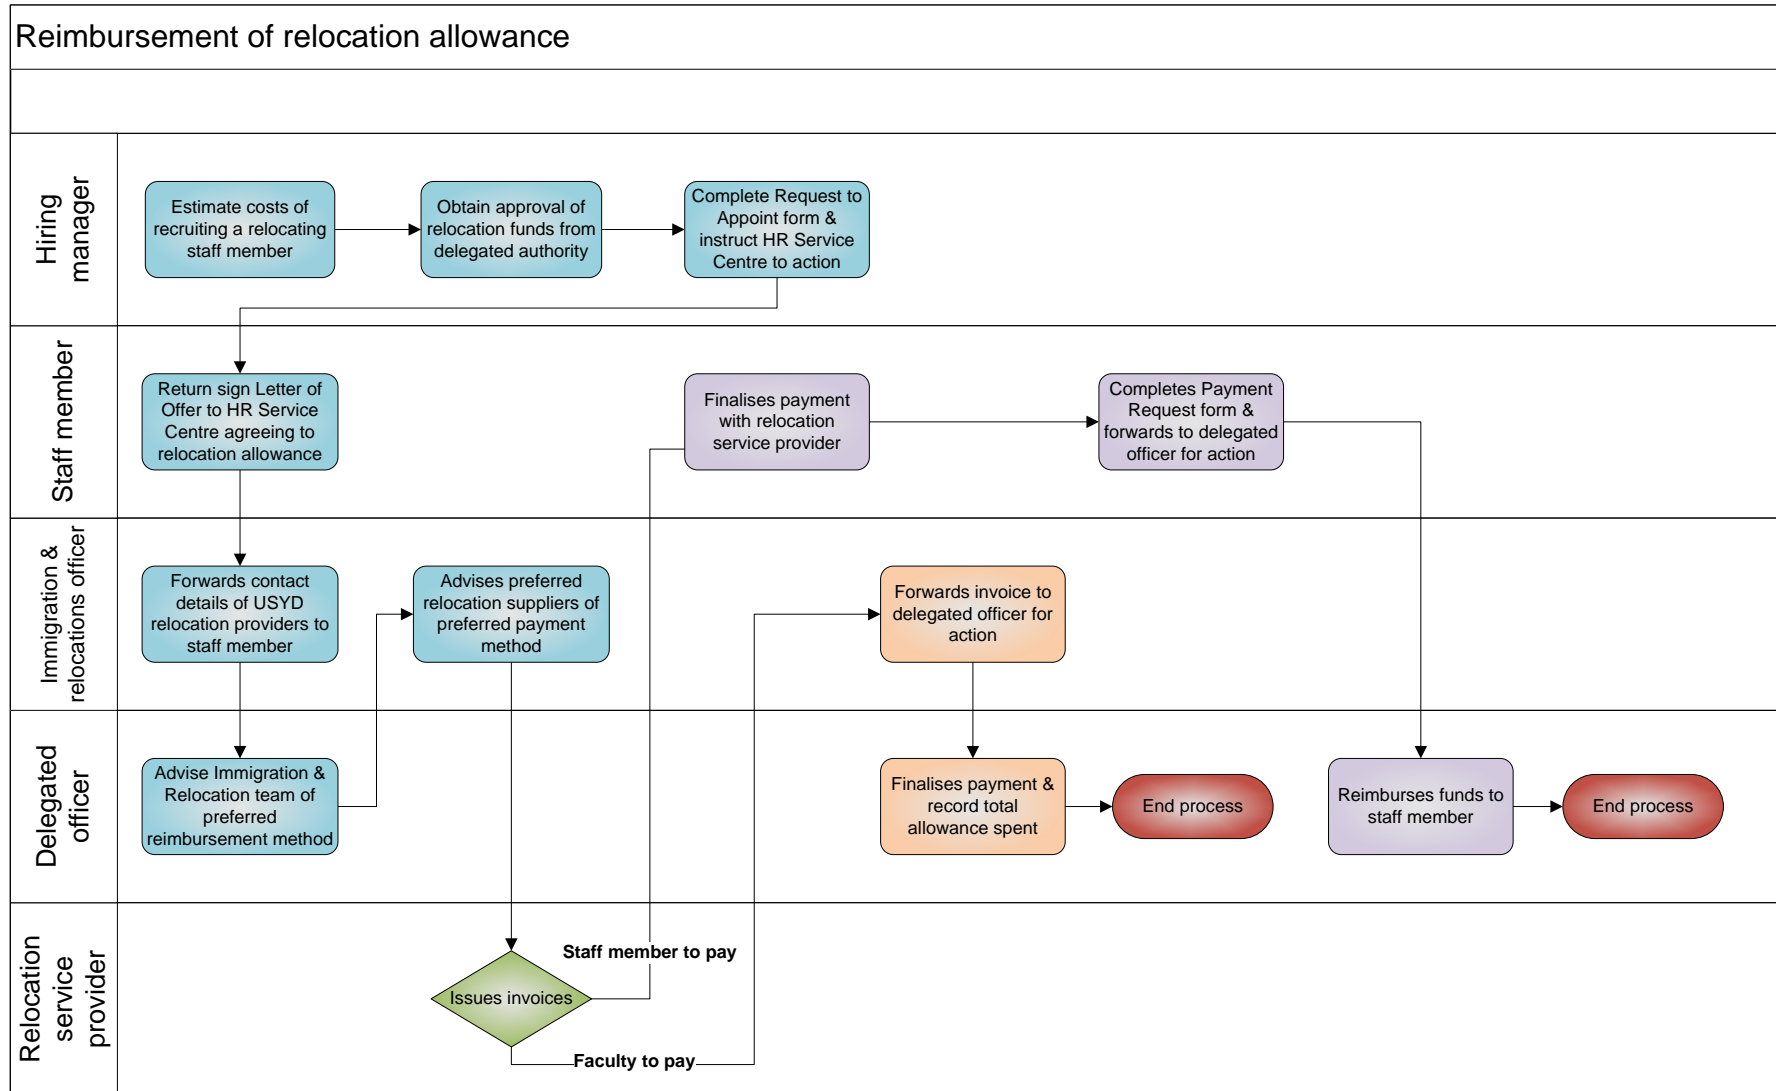 Reimbursement of relocation allowance
Hiring
manager
Estimate costs of
recruiting a relocating
staff member
Obtain approval of
relocation funds from
delegated authority
Complete Request to
Appoint form &
instruct HR Service
Centre to action
Staff member
Return sign Letter of
Offer to HR Service
Centre agreeing to
relocation allowance
Finalises payment
with relocation
service provider
Completes Payment
Request form &
forwards to delegated
officer for action
Immigration &
relocations officer
Forwards contact
details of USYD
relocation providers to
staff member
Advises preferred
relocation suppliers of
preferred payment
method
Forwards invoice to
delegated officer for
action
Delegated
officer
Advise Immigration &
Relocation team of
preferred
reimbursement method
Finalises payment &
record total
allowance spent
End process
Reimburses funds to
staff member
End process
Relocation
service
provider
Issues invoices
Staff member to pay
Faculty to pay